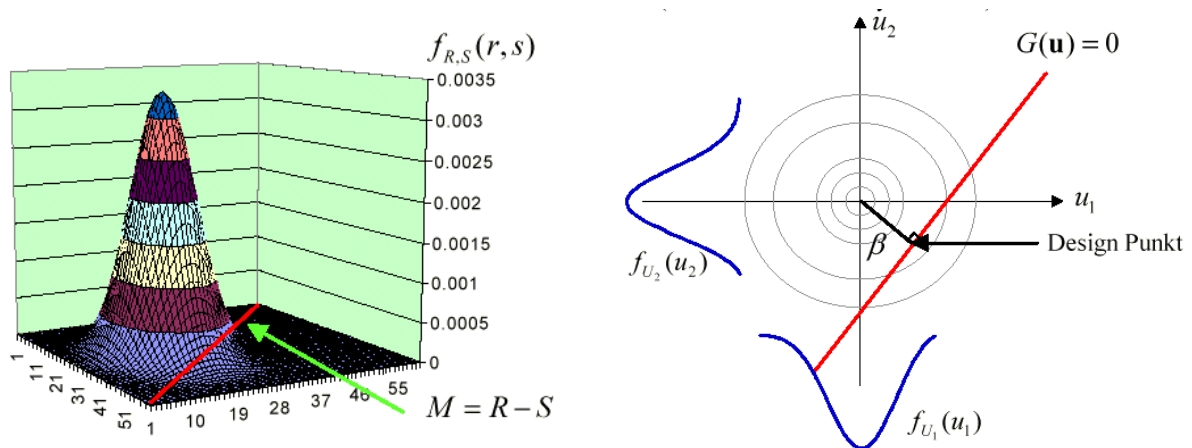 f_{R,S}(r,s)
0.0035
0.003
0.0025
0.002
0.0015
0.001
0.0005
0
1
11
21
31
41
51
1
10
19
28
37
46
55
M = R − S
u_2
G(u) = 0
u_1
β
Design Punkt
f_{U_2}(u_2)
f_{U_1}(u_1)